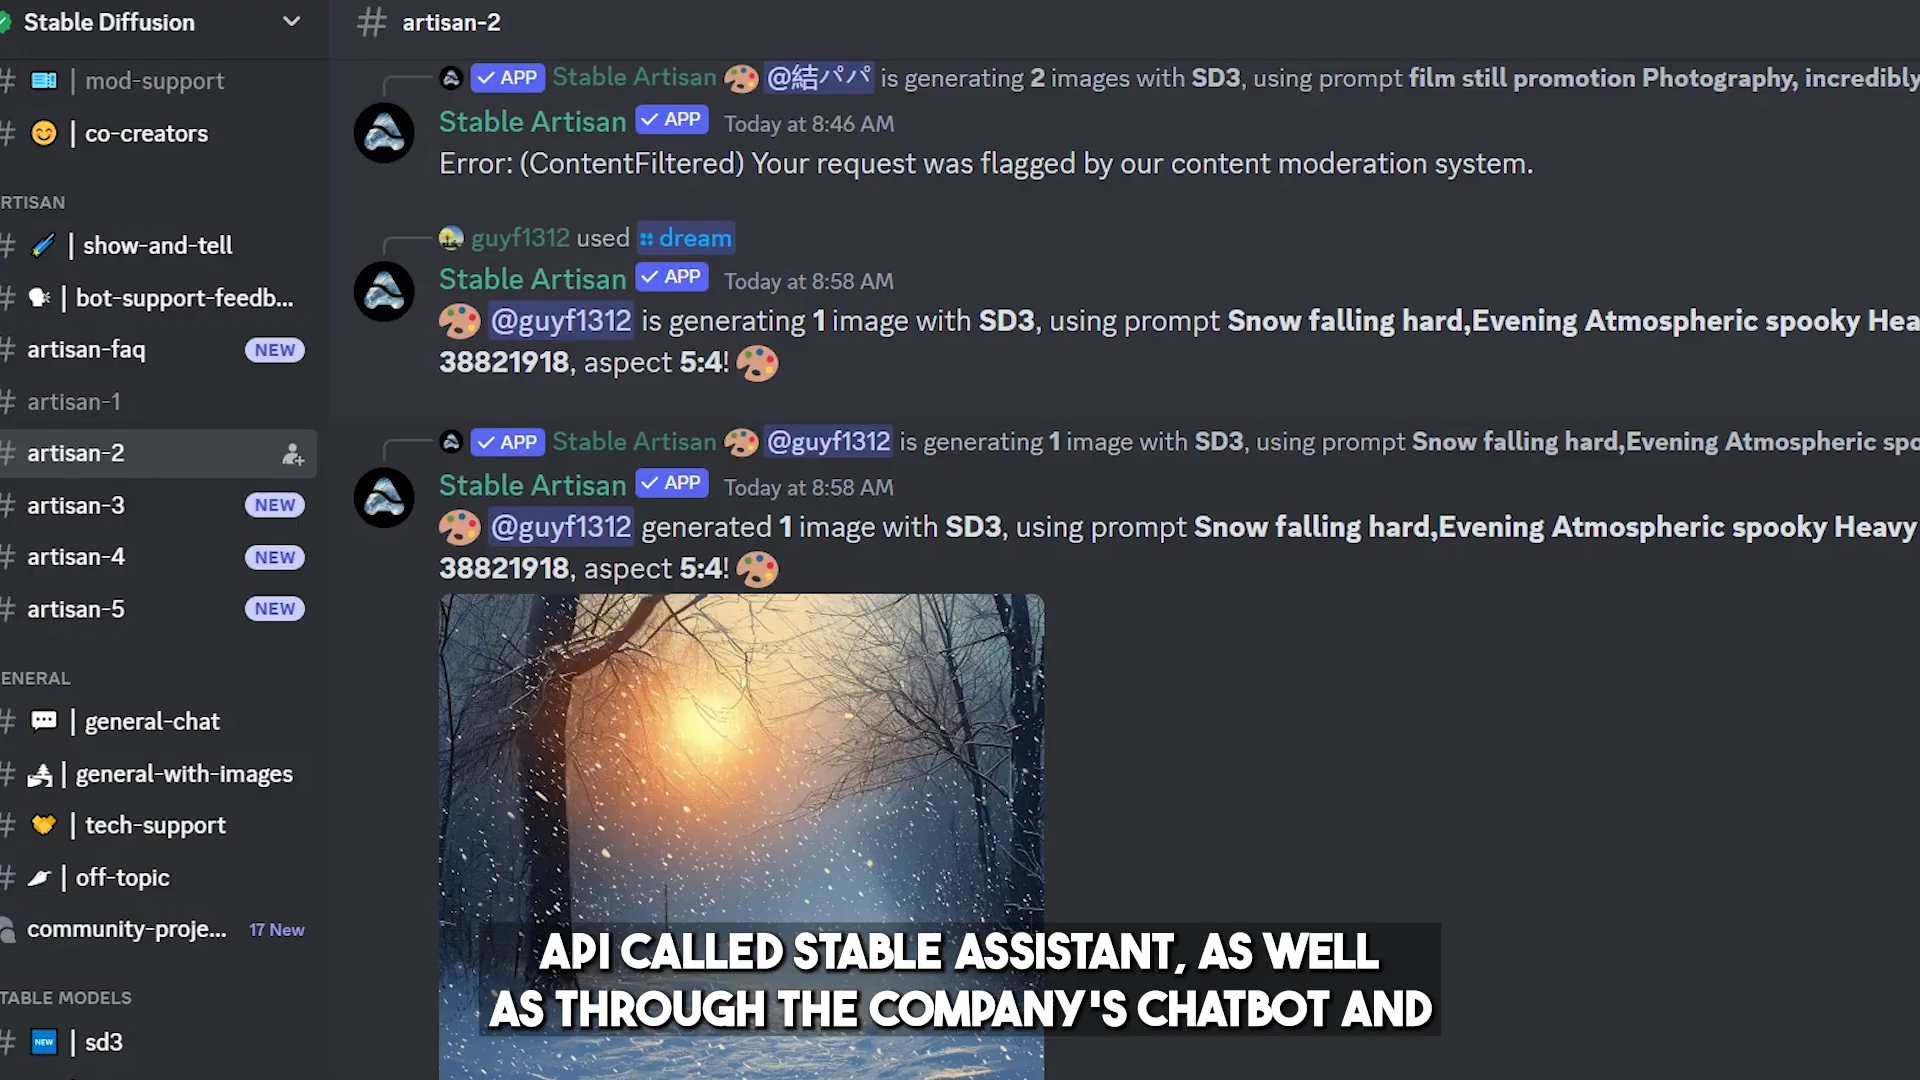 Stable Diffusion
mod-support
co-creators
RTISAN
show-and-tell
bot-support-feedb...
artisan-faq NEW
artisan-1
artisan-2
artisan-3 NEW
artisan-4 NEW
artisan-5 NEW
ENERAL
general-chat
general-with-images
tech-support
off-topic
community-proje... 17 New
TABLE MODELS
NEW | sd3
# artisan-2
APP Stable Artisan @結パパ is generating 2 images with SD3, using prompt film still promotion Photography, incredibly
Stable Artisan APP Today at 8:46 AM
Error: (ContentFiltered) Your request was flagged by our content moderation system.
guyf1312 used dream
Stable Artisan APP Today at 8:58 AM
@guyf1312 is generating 1 image with SD3, using prompt Snow falling hard,Evening Atmospheric spooky Hea
38821918, aspect 5:4!
APP Stable Artisan @guyf1312 is generating 1 image with SD3, using prompt Snow falling hard,Evening Atmospheric spo
Stable Artisan APP Today at 8:58 AM
@guyf1312 generated 1 image with SD3, using prompt Snow falling hard,Evening Atmospheric spooky Heavy
38821918, aspect 5:4!
API CALLED STABLE ASSISTANT, AS WELL
AS THROUGH THE COMPANY'S CHATBOT AND